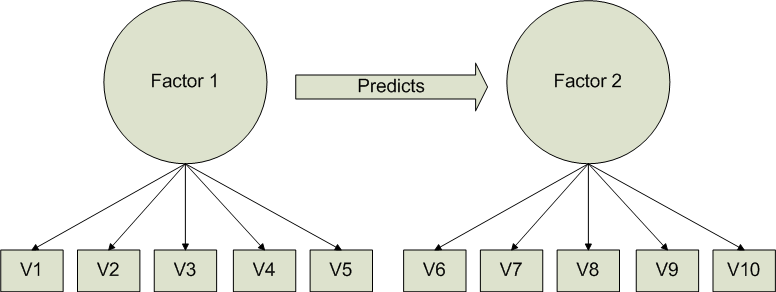 Factor 1
Predicts
Factor 2
V1
V2
V3
V4
V5
V6
V7
V8
V9
V10